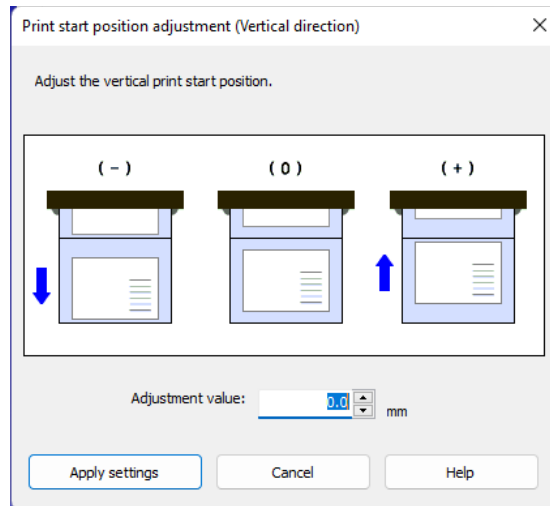 Print start position adjustment (Vertical direction)
Adjust the vertical print start position.
( - ) ( 0 ) ( + )
Adjustment value: 0.0 mm
Apply settings Cancel Help